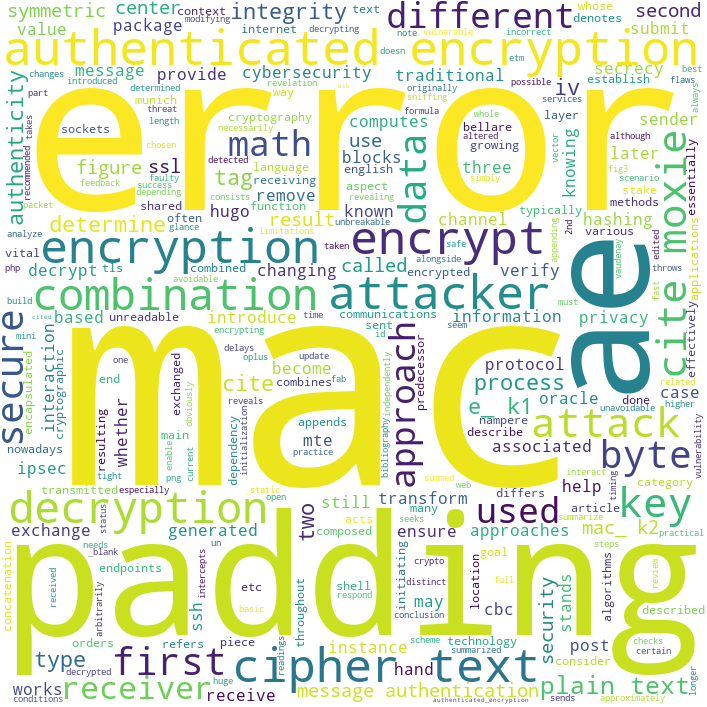 error
mac
padding
ae
authenticated encryption
encryption
encrypt
combination
attacker
decryption
cipher text
different
cite moxie
attack
approach
secure
math
byte
key
used
first
receiver
data
plain text
integrity
message authentication
symmetric
center
value
package
message
provide
cybersecurity
traditional
second
submit
secrecy
establish
sender
later
stake
methods
authenticity
sockets
figure
ssl
tag
remove
hugo
result
computes
use
blocks
english
three
channel
hashing
knowing
iv
layer
bellare
growing
language
receiving
function
shared
aspect
known
typically
determine
vital
decrypt
tls
called
changing
verify
information
privacy
based
unreadable
introduce
become
combines
cite
process
protocol
oracle
case
describe
nampere
associated
interaction
encapsulated
cryptographic
nowadays
ipsec
whether
exchanged
resulting
end
main
dependency
initialization
appends
mte
predecessor
differs
transform
help
category
article
approaches
mac_ k2
e_ k1
transmitted
exchange
endpoints
generated
still
acts
many
composed
ensure
two
etc
ssh
shell
throughout
may
cbc
initiating
location
stands
security
technology
described
algorithms
concatenation
type
works
instance
refers
hand
receive
orders
piece
post
consider
effectively
applications
essentially
munich
cryptography
internet
context
modifying
text
note
vulnerable
incorrect
decrypting
doesn
denotes
whose
etm
possible
best
flaws
always
changes
introduced
determined
revelation
sniffing
originally
way
formula
necessarily
services
although
part
threat
length
chosen
whole
altered
revealing
vector
fig3
scenario
recommended
takes
packet
feedback
success
depending
faulty
consists
detected
simply
2nd
various
edited
vaudenay
unbreakable
often
glance
limitations
taken
safe
alongside
appending
must
throws
fast
related
analyze
php
avoidable
combined
encrypted
communications
sent
id
time
seem
build
cited
mini
one
encrypting
delays
oplus
update
fab
independently
bibliography
practice
reveals
obviously
png
enable
current
tight
especially
static
open
web
interact
timing
unavoidable
higher
vulnerability
summed
seeks
goal
distinct
crypto
practical
summarize
steps
review
status
needs
_blank
arbitrarily
un
intercepts
received
basic
decrypted
conditions
huge
readings
summarized
scheme
conclusion
respond
full
checks
certain
sends
approximately
longer
authenticated_encryption